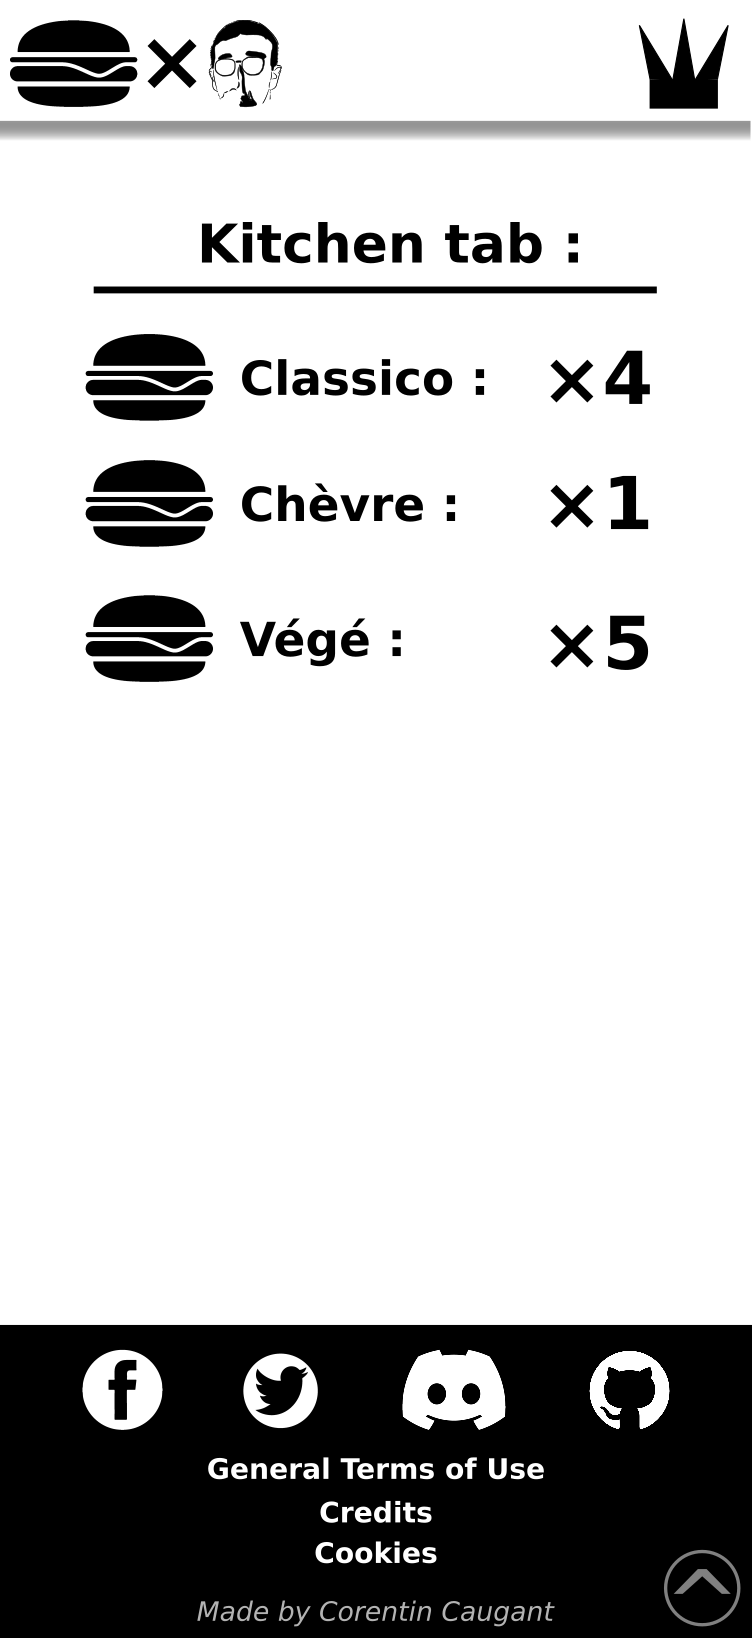 ×
Kitchen tab :
Classico : ×4
Chèvre : ×1
Végé : ×5
General Terms of Use
Credits
Cookies
Made by Corentin Caugant